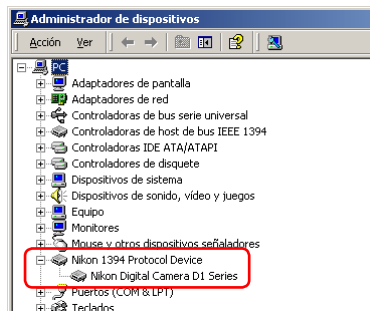 Administrador de dispositivos
Acción Ver
PC
Adaptadores de pantalla
Adaptadores de red
Controladoras de bus serie universal
Controladoras de host de bus IEEE 1394
Controladoras IDE ATA/ATAPI
Controladoras de disquete
Dispositivos de sistema
Dispositivos de sonido, vídeo y juegos
Equipo
Monitores
Mouse y otros dispositivos señaladores
Nikon 1394 Protocol Device
Nikon Digital Camera D1 Series
Puertos (COM & LPT)
Teclados